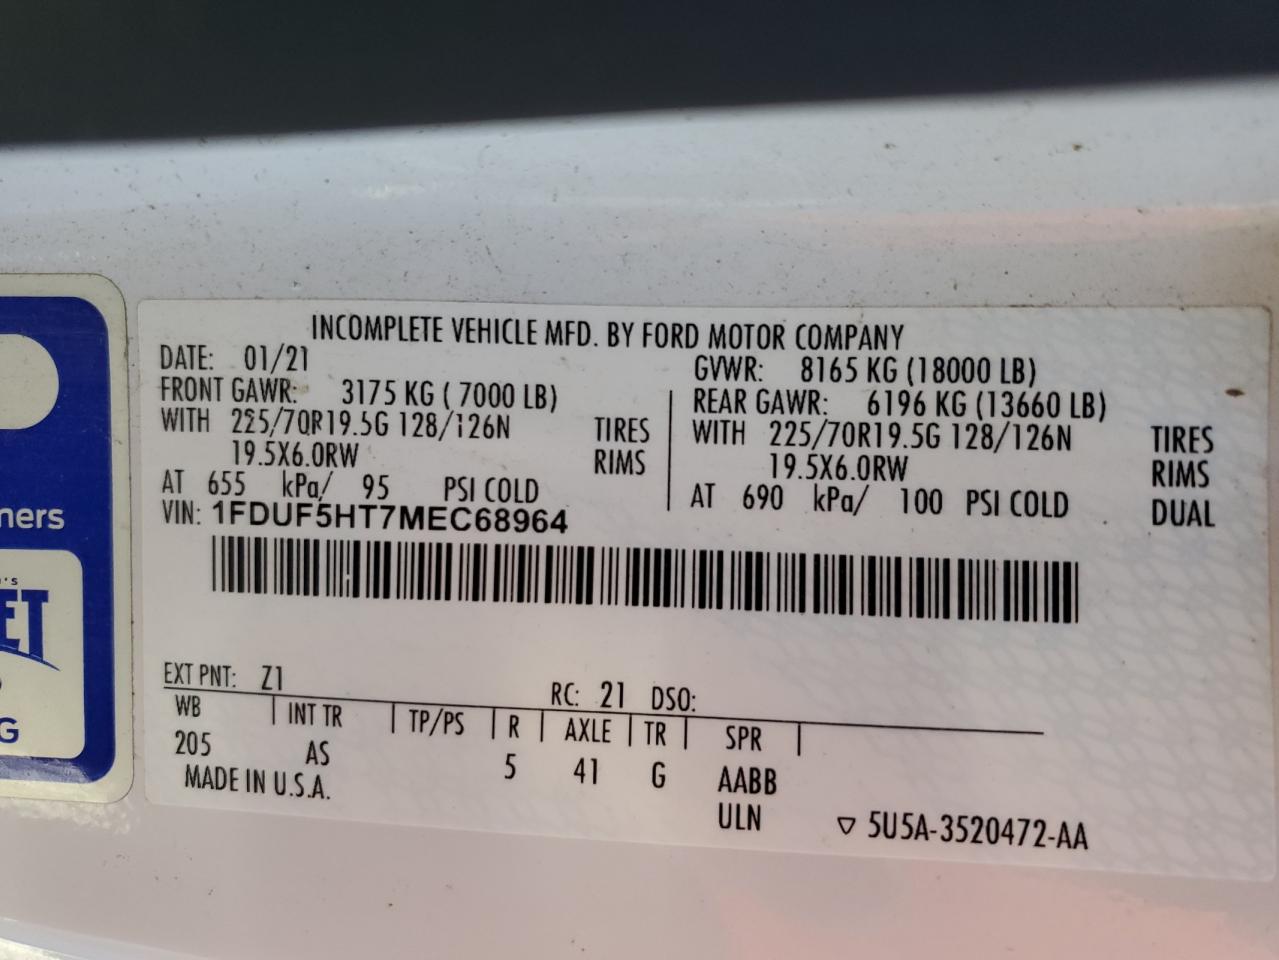 INCOMPLETE VEHICLE MFD. BY FORD MOTOR COMPANY
DATE: 01/21 GVWR: 8165 KG (18000 LB)
FRONT GAWR: 3175 KG ( 7000 LB) REAR GAWR: 6196 KG (13660 LB)
WITH 225/70R19.5G 128/126N TIRES WITH 225/70R19.5G 128/126N TIRES
19.5X6.0RW RIMS 19.5X6.0RW RIMS
AT 655 kPa/ 95 PSI COLD AT 690 kPa/ 100 PSI COLD DUAL
VIN: 1FDUF5HT7MEC68964
EXT PNT: Z1 RC: 21 DSO:
WB INT TR TP/PS R AXLE TR SPR
205 AS 5 41 G AABB
MADE IN U.S.A. ULN ▽ 5U5A-3520472-AA
ners
'S
ET
G